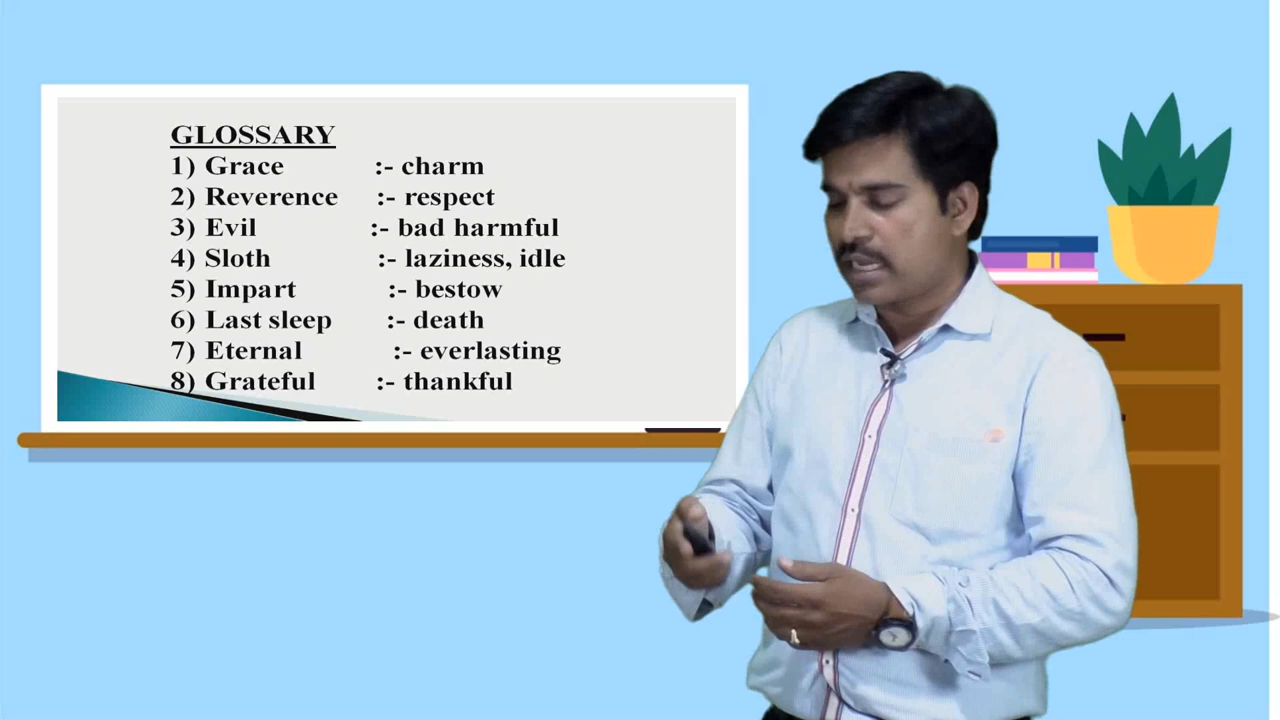 GLOSSARY
1) Grace :- charm
2) Reverence :- respect
3) Evil :- bad harmful
4) Sloth :- laziness, idle
5) Impart :- bestow
6) Last sleep :- death
7) Eternal :- everlasting
8) Grateful :- thankful